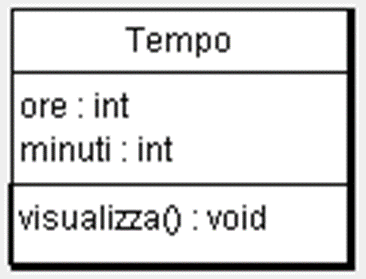 Tempo
ore : int
minuti : int
visualizza() : void